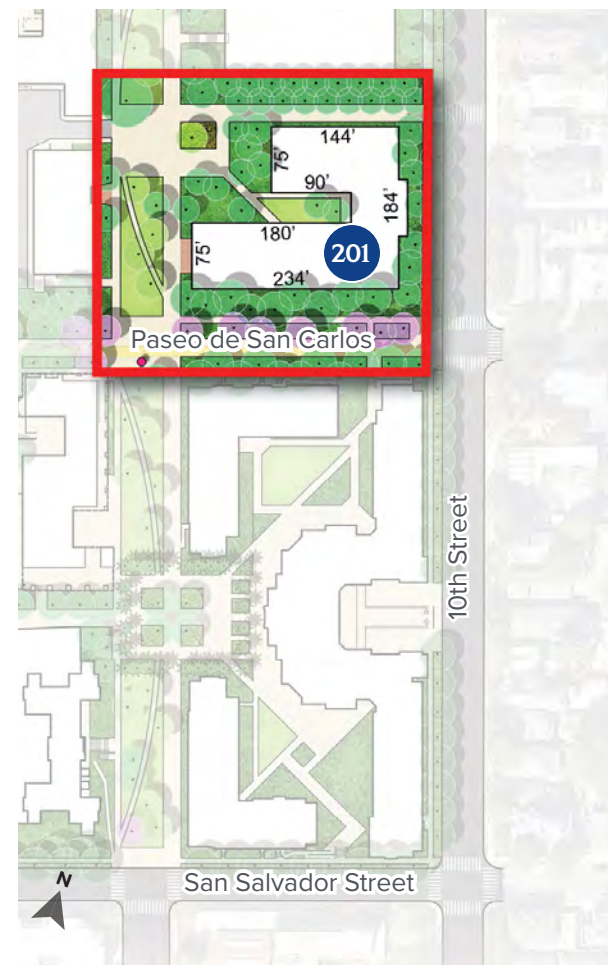 144'
75'
90'
184'
180'
201
75'
234'
Paseo de San Carlos
10th Street
San Salvador Street
N